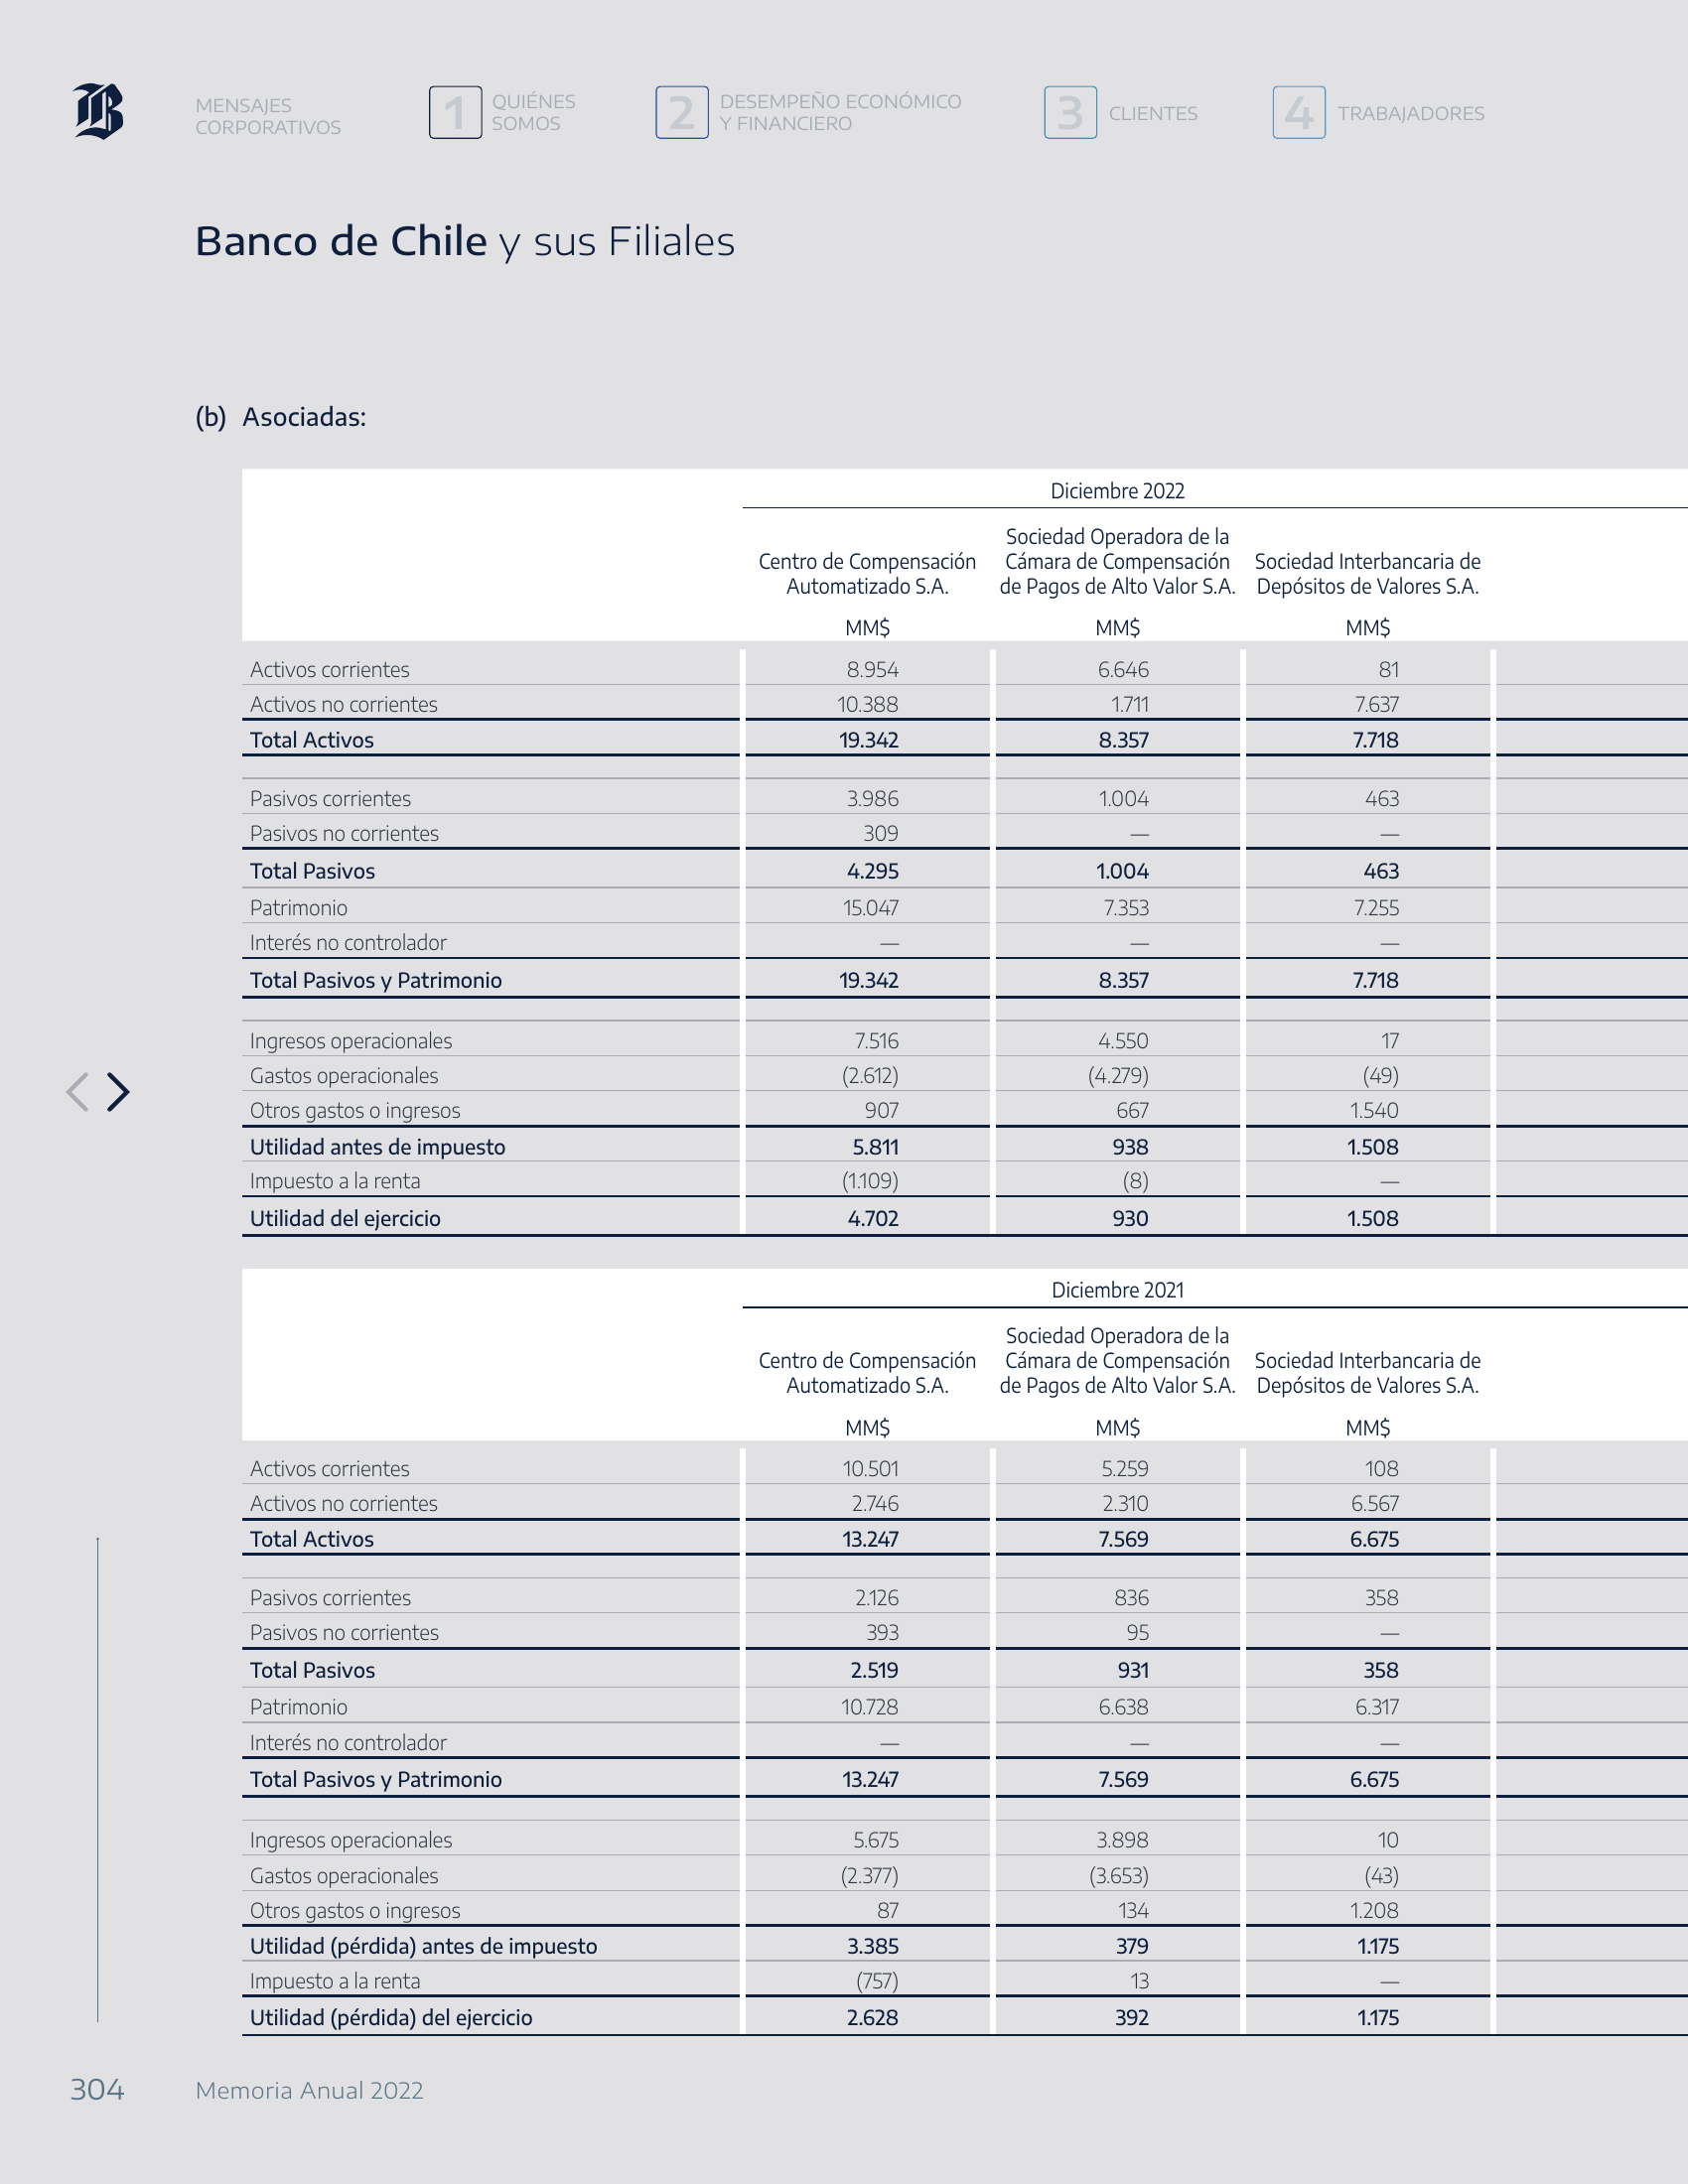 B
MENSAJES
CORPORATIVOS
1 QUIÉNES
SOMOS
2 DESEMPEÑO ECONÓMICO
Y FINANCIERO
3 CLIENTES
4 TRABAJADORES
Banco de Chile y sus Filiales
(b) Asociadas:
Diciembre 2022
Centro de Compensación
Automatizado S.A.
Sociedad Operadora de la
Cámara de Compensación
de Pagos de Alto Valor S.A.
Sociedad Interbancaria de
Depósitos de Valores S.A.
MM$ MM$ MM$
Activos corrientes 8.954 6.646 81
Activos no corrientes 10.388 1.711 7.637
Total Activos 19.342 8.357 7.718
Pasivos corrientes 3.986 1.004 463
Pasivos no corrientes 309 — —
Total Pasivos 4.295 1.004 463
Patrimonio 15.047 7.353 7.255
Interés no controlador — — —
Total Pasivos y Patrimonio 19.342 8.357 7.718
Ingresos operacionales 7.516 4.550 17
Gastos operacionales (2.612) (4.279) (49)
Otros gastos o ingresos 907 667 1.540
Utilidad antes de impuesto 5.811 938 1.508
Impuesto a la renta (1.109) (8) —
Utilidad del ejercicio 4.702 930 1.508
Diciembre 2021
Centro de Compensación
Automatizado S.A.
Sociedad Operadora de la
Cámara de Compensación
de Pagos de Alto Valor S.A.
Sociedad Interbancaria de
Depósitos de Valores S.A.
MM$ MM$ MM$
Activos corrientes 10.501 5.259 108
Activos no corrientes 2.746 2.310 6.567
Total Activos 13.247 7.569 6.675
Pasivos corrientes 2.126 836 358
Pasivos no corrientes 393 95 —
Total Pasivos 2.519 931 358
Patrimonio 10.728 6.638 6.317
Interés no controlador — — —
Total Pasivos y Patrimonio 13.247 7.569 6.675
Ingresos operacionales 5.675 3.898 10
Gastos operacionales (2.377) (3.653) (43)
Otros gastos o ingresos 87 134 1.208
Utilidad (pérdida) antes de impuesto 3.385 379 1.175
Impuesto a la renta (757) 13 —
Utilidad (pérdida) del ejercicio 2.628 392 1.175
304 Memoria Anual 2022